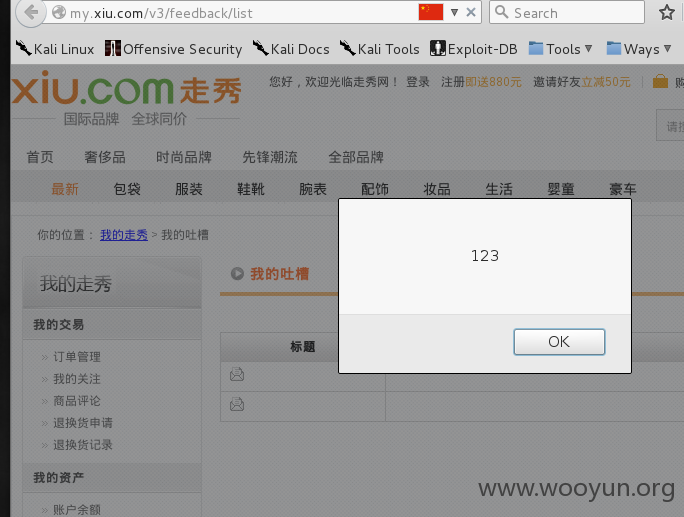 my.xiu.com/v3/feedback/list
Search
Kali Linux Offensive Security Kali Docs Kali Tools Exploit-DB Tools Ways
xiu.com走秀
国际品牌 全球同价
您好，欢迎光临走秀网！ 登录 注册即送880元 邀请好友立减50元 | 购
请
首页 奢侈品 时尚品牌 先锋潮流 全部品牌
最新 包袋 服装 鞋靴 腕表 配饰 妆品 生活 婴童 豪车
你的位置： 我的走秀 > 我的吐槽
我的走秀
我的交易
» 订单管理
» 我的关注
» 商品评论
» 退换货申请
» 退换货记录
我的资产
» 账户余额
我的吐槽
标题
123
OK
www.wooyun.org